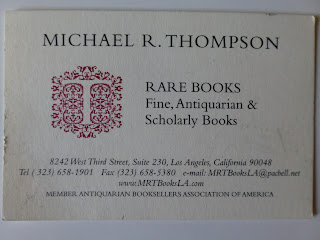 MICHAEL R. THOMPSON
RARE BOOKS
Fine, Antiquarian &
Scholarly Books
8242 West Third Street, Suite 230, Los Angeles, California 90048
Tel ( 323) 658-1901 Fax (323) 658-5380 e-mail: MRTBooksLA@pacbell.net
www.MRTBooksLA.com
MEMBER ANTIQUARIAN BOOKSELLERS ASSOCIATION OF AMERICA